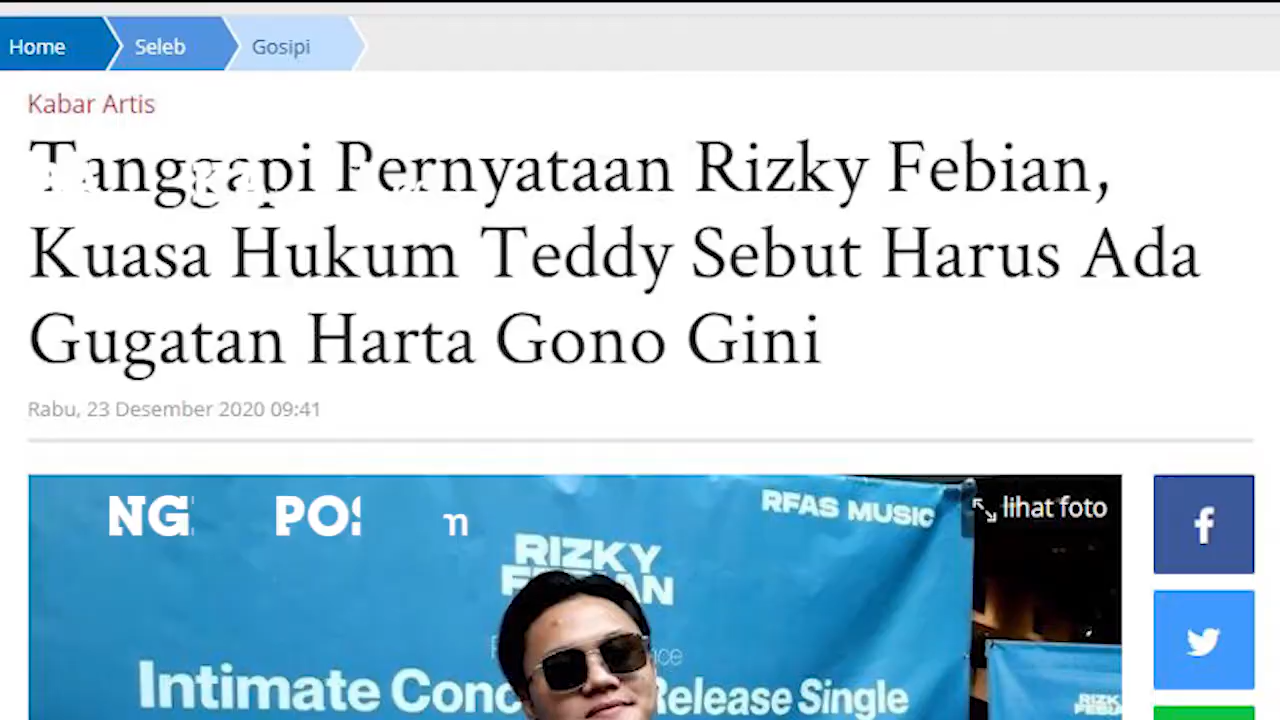 Home Seleb Gosipi
Kabar Artis
Tanggapi Pernyataan Rizky Febian,
Kuasa Hukum Teddy Sebut Harus Ada
Gugatan Harta Gono Gini
Rabu, 23 Desember 2020 09:41
RFAS MUSIC
lihat foto
RIZKY
FEBIAN
Intimate
Release Single